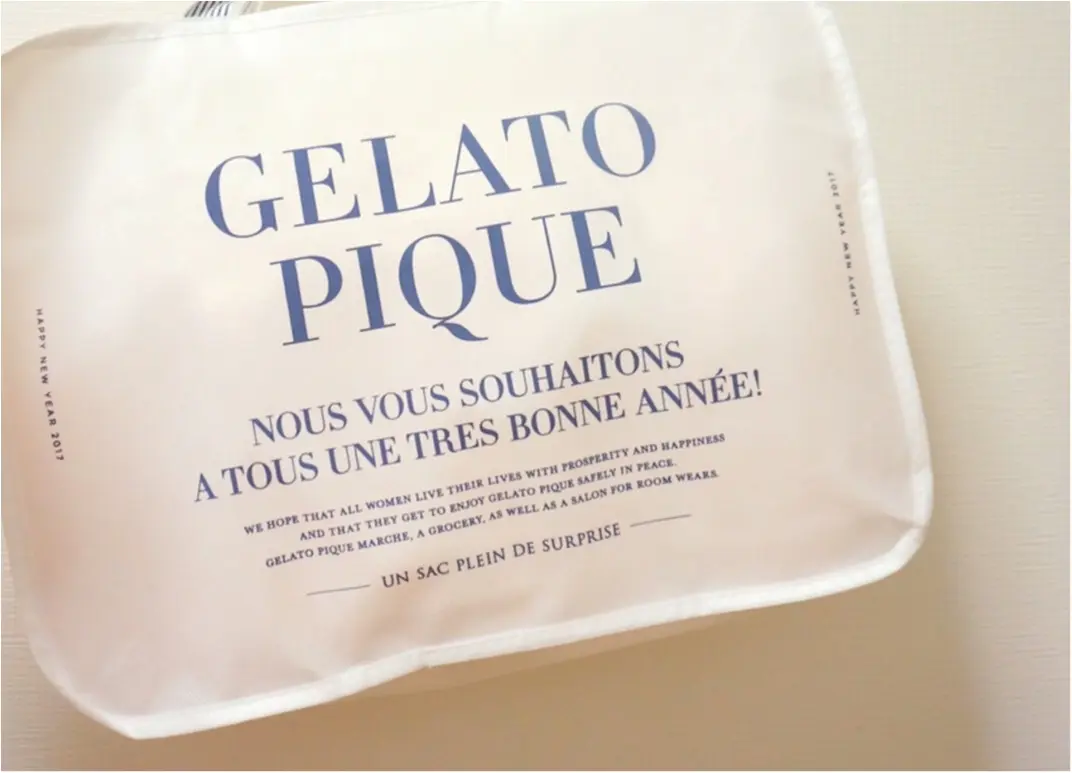 GELATO
PIQUE
NOUS VOUS SOUHAITONS
A TOUS UNE TRES BONNE ANNÉE!
WE HOPE THAT ALL WOMEN LIVE THEIR LIVES WITH PROSPERITY AND HAPPINESS
AND THAT THEY GET TO ENJOY GELATO PIQUE SAFELY IN PEACE.
GELATO PIQUE MARCHE, A GROCERY, AS WELL AS A SALON FOR ROOM WEARS.
UN SAC PLEIN DE SURPRISE
HAPPY NEW YEAR 2017
HAPPY NEW YEAR 2017